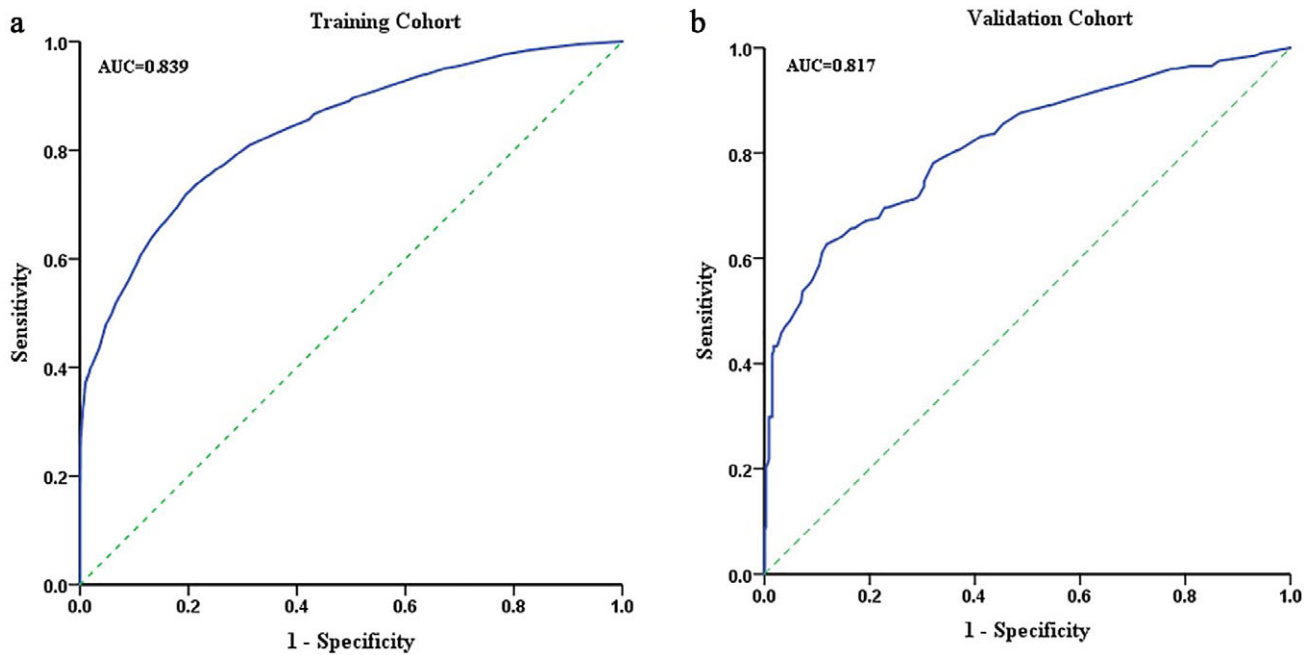 a
Training Cohort
AUC=0.839
1.0
0.8
0.6
0.4
0.2
0.0
Sensitivity
0.0 0.2 0.4 0.6 0.8 1.0
1 - Specificity
b
Validation Cohort
AUC=0.817
1.0
0.8
0.6
0.4
0.2
0.0
Sensitivity
0.0 0.2 0.4 0.6 0.8 1.0
1 - Specificity